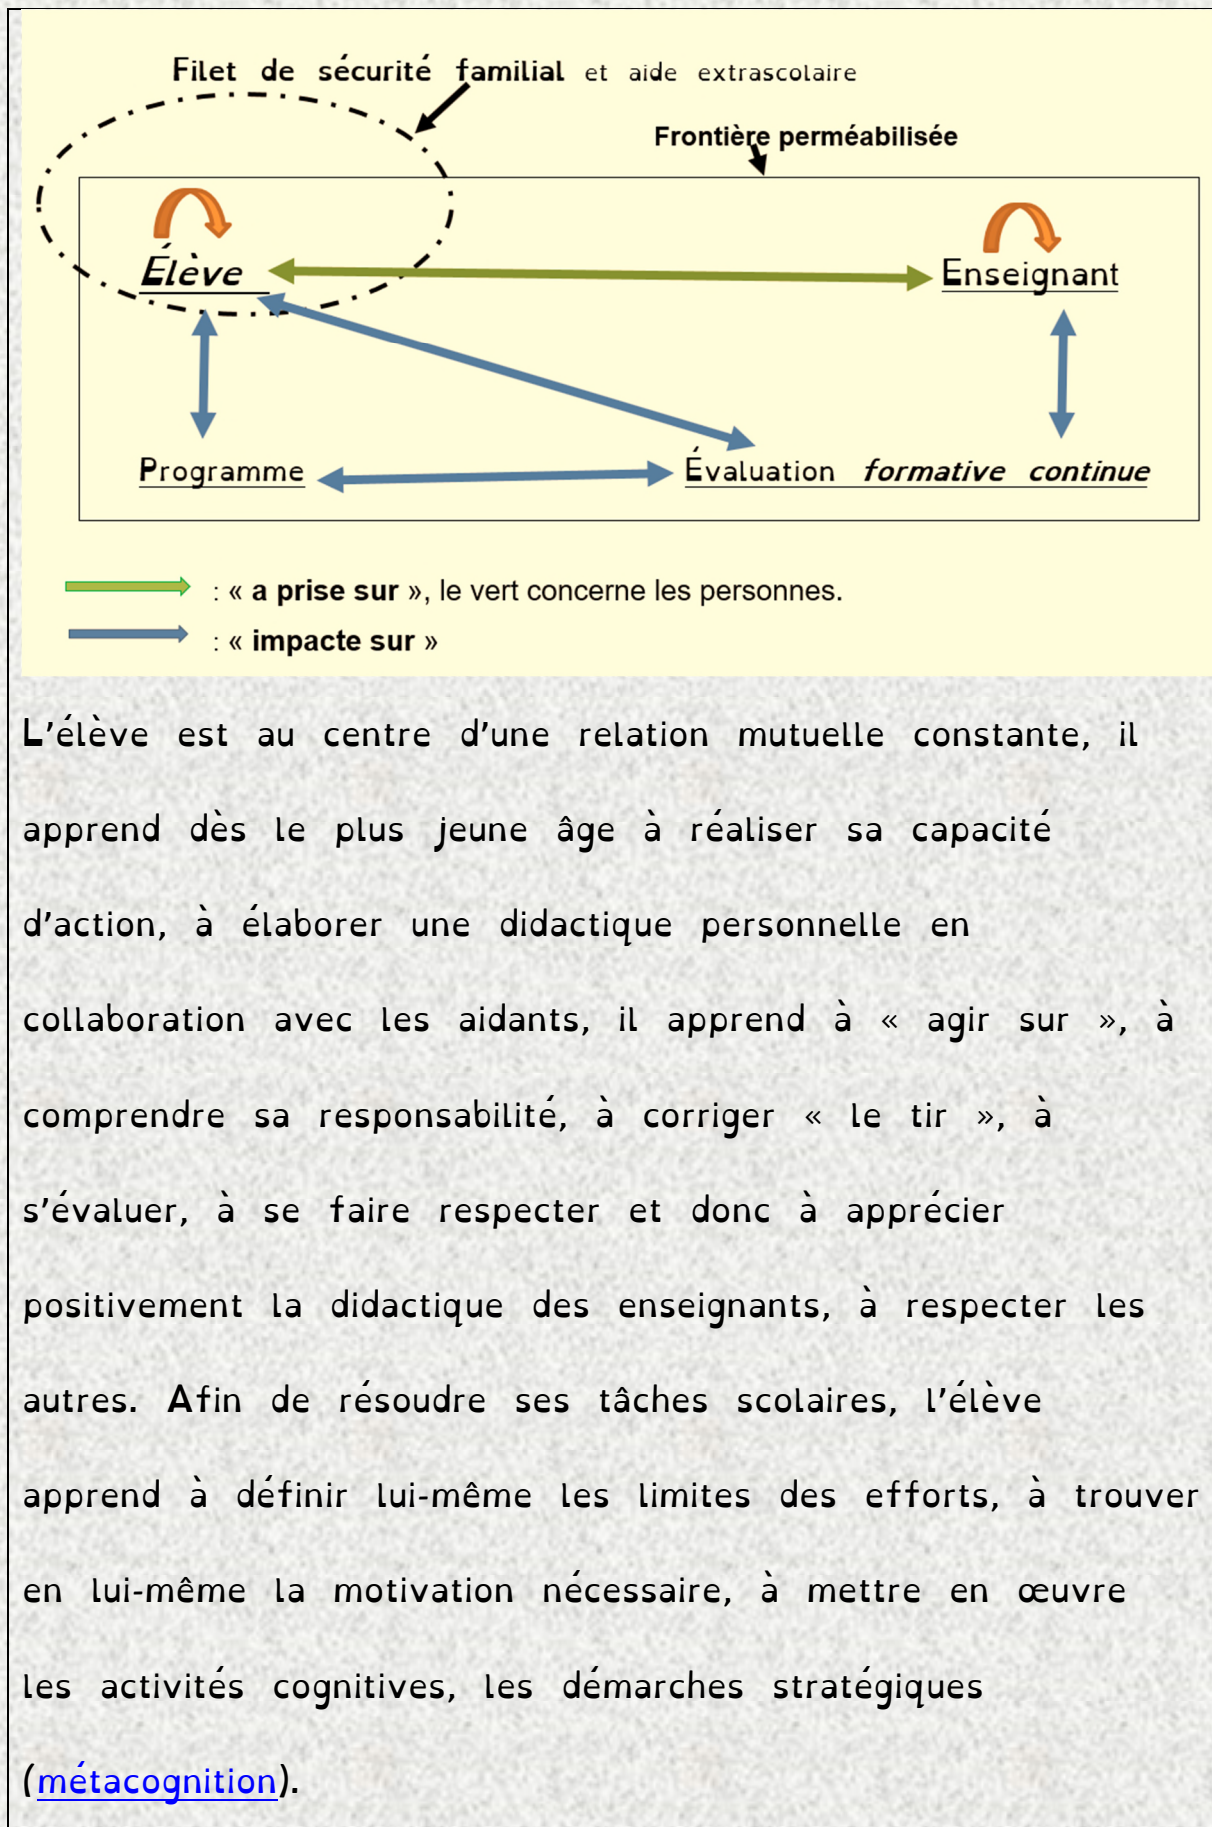 Filet de sécurité familial et aide extrascolaire
Frontière perméabilisée
Élève
Enseignant
Programme
Évaluation formative continue
: « a prise sur », le vert concerne les personnes.
: « impacte sur »
L'élève est au centre d'une relation mutuelle constante, il
apprend dès le plus jeune âge à réaliser sa capacité
d'action, à élaborer une didactique personnelle en
collaboration avec les aidants, il apprend à « agir sur », à
comprendre sa responsabilité, à corriger « le tir », à
s'évaluer, à se faire respecter et donc à apprécier
positivement la didactique des enseignants, à respecter les
autres. Afin de résoudre ses tâches scolaires, l'élève
apprend à définir lui-même les limites des efforts, à trouver
en lui-même la motivation nécessaire, à mettre en œuvre
les activités cognitives, les démarches stratégiques
(métacognition).